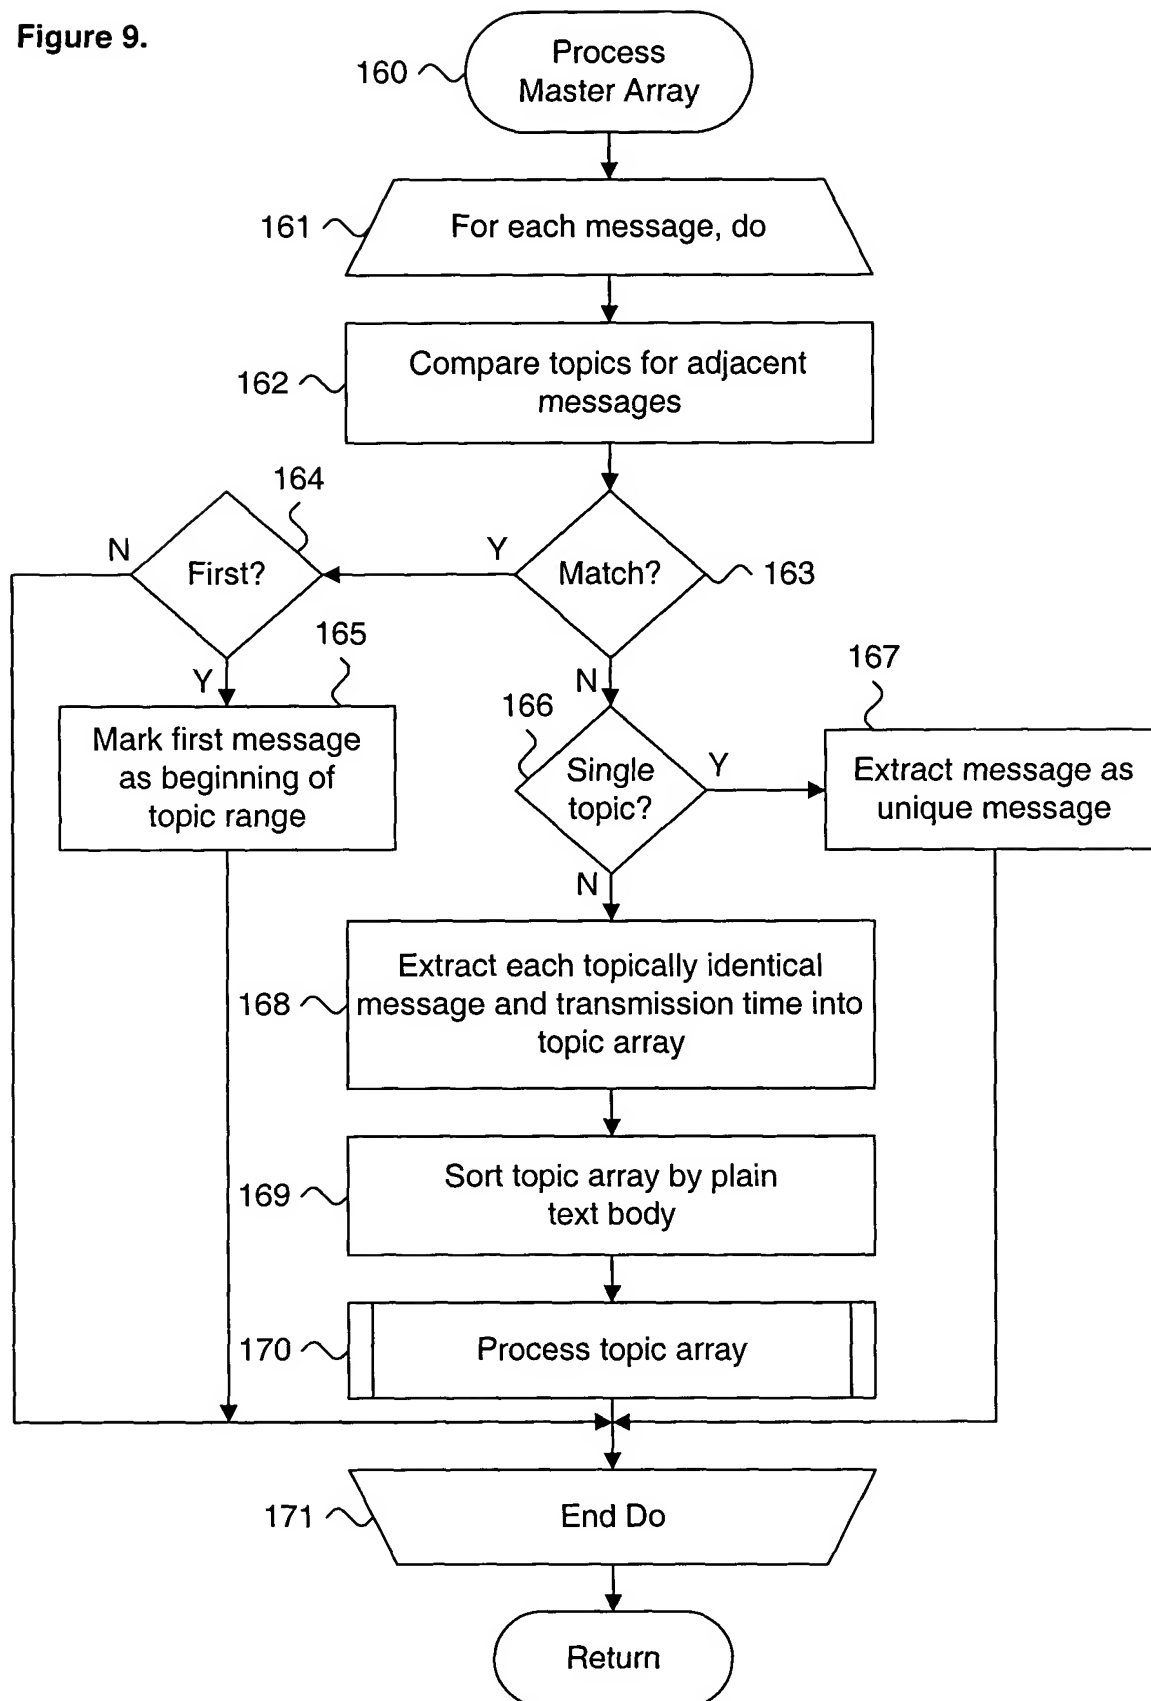 Figure 9.
160
Process
Master Array
161
For each message, do
162
Compare topics for adjacent
messages
164
N
First?
Y
Match?
163
165
Y
N
167
Mark first message
as beginning of
topic range
166
Single
topic?
Y
Extract message as
unique message
N
168
Extract each topically identical
message and transmission time into
topic array
169
Sort topic array by plain
text body
170
Process topic array
171
End Do
Return